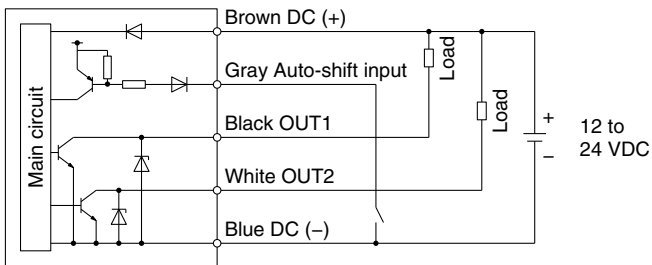 Brown DC (+)
Gray Auto-shift input
Black OUT1
White OUT2
Blue DC (−)
Main circuit
Load
Load
+
−
12 to
24 VDC